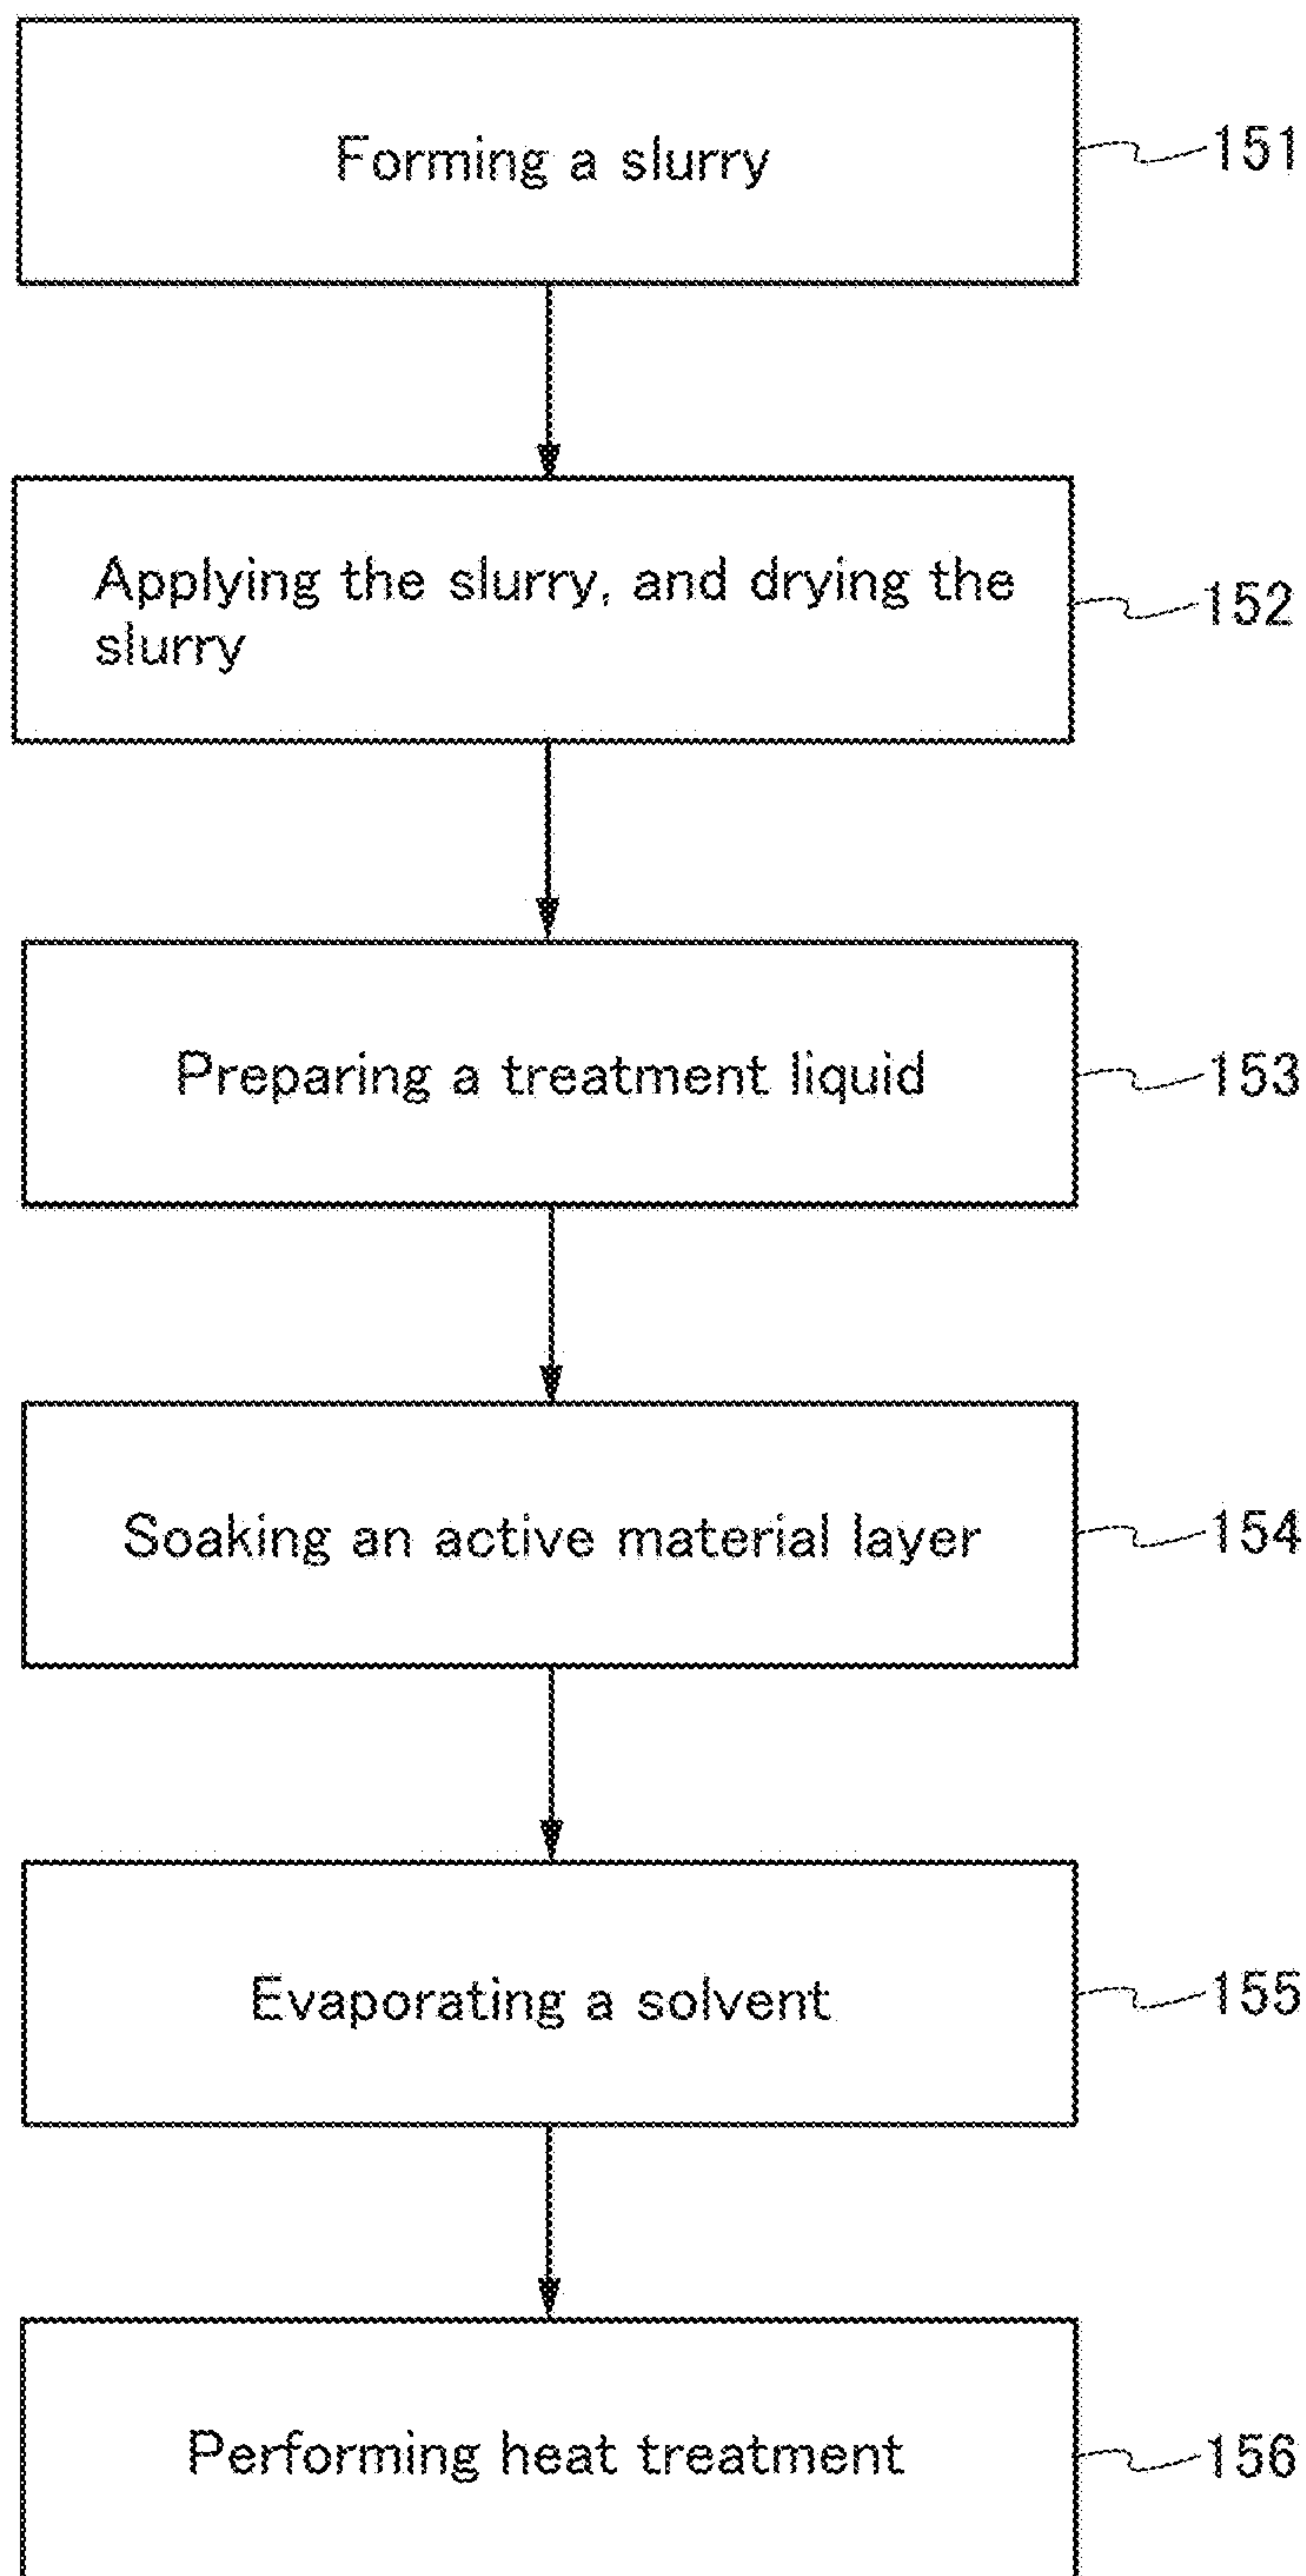 Forming a slurry
151
Applying the slurry, and drying the
slurry
152
Preparing a treatment liquid
153
Soaking an active material layer
154
Evaporating a solvent
155
Performing heat treatment
156